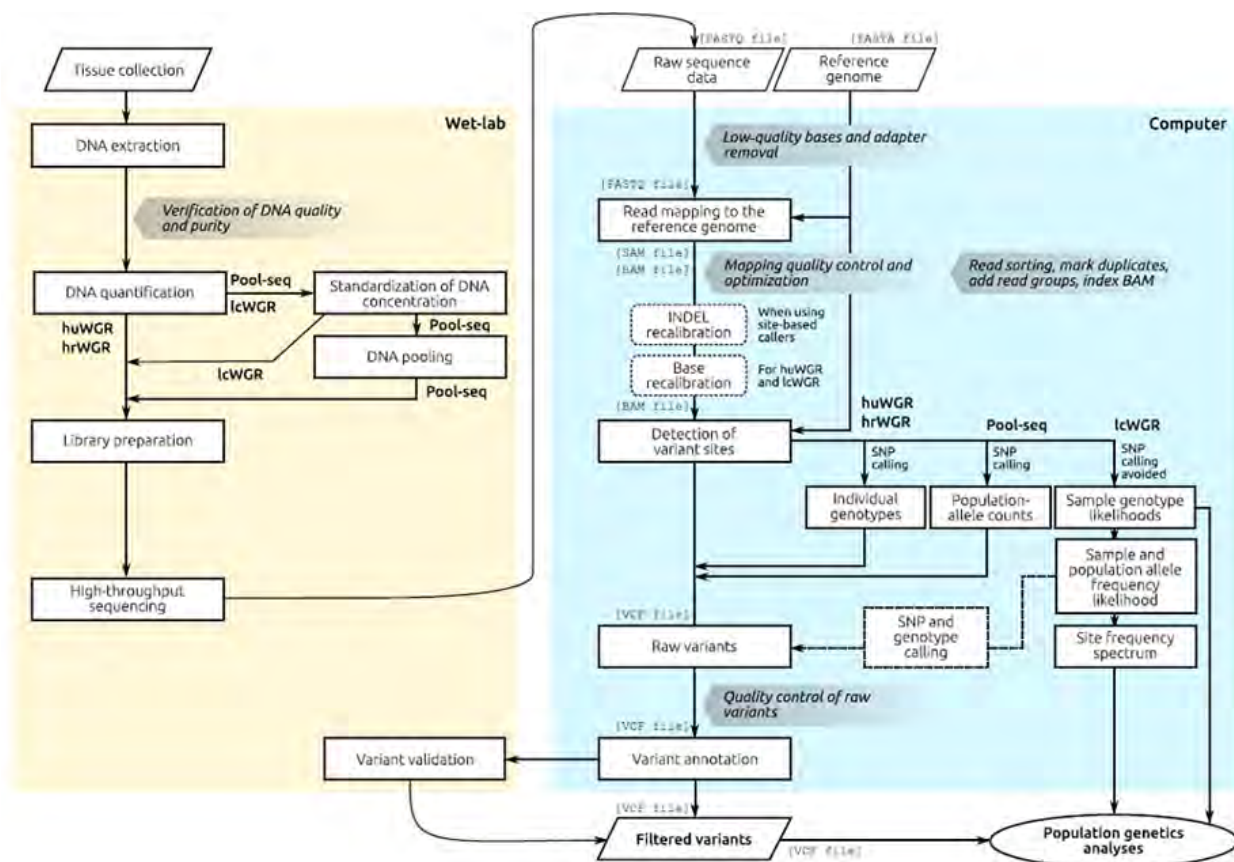 Tissue collection
Wet-lab
DNA extraction
Verification of DNA quality
and purity
DNA quantification
Pool-seq
lcWGR
Standardization of DNA
concentration
huWGR
hrWGR
Pool-seq
DNA pooling
lcWGR
Pool-seq
Library preparation
High-throughput
sequencing
[FASTQ file]
Raw sequence
data
[FASTA file]
Reference
genome
Computer
Low-quality bases and adapter
removal
[FASTQ file]
Read mapping to the
reference genome
[SAM file]
[BAM file]
Mapping quality control and
optimization
Read sorting, mark duplicates,
add read groups, index BAM
INDEL
recalibration
When using
site-based
callers
Base
recalibration
For huWGR
and lcWGR
[BAM file]
Detection of
variant sites
huWGR
hrWGR
Pool-seq
lcWGR
SNP
calling
SNP
calling
SNP
calling
avoided
Individual
genotypes
Population-
allele counts
Sample genotype
likelihoods
Sample and
population allele
frequency
likelihood
[VCF file]
Raw variants
SNP and
genotype
calling
Site frequency
spectrum
Quality control of raw
variants
[VCF file]
Variant annotation
Variant validation
[VCF file]
Filtered variants
[VCF file]
Population genetics
analyses